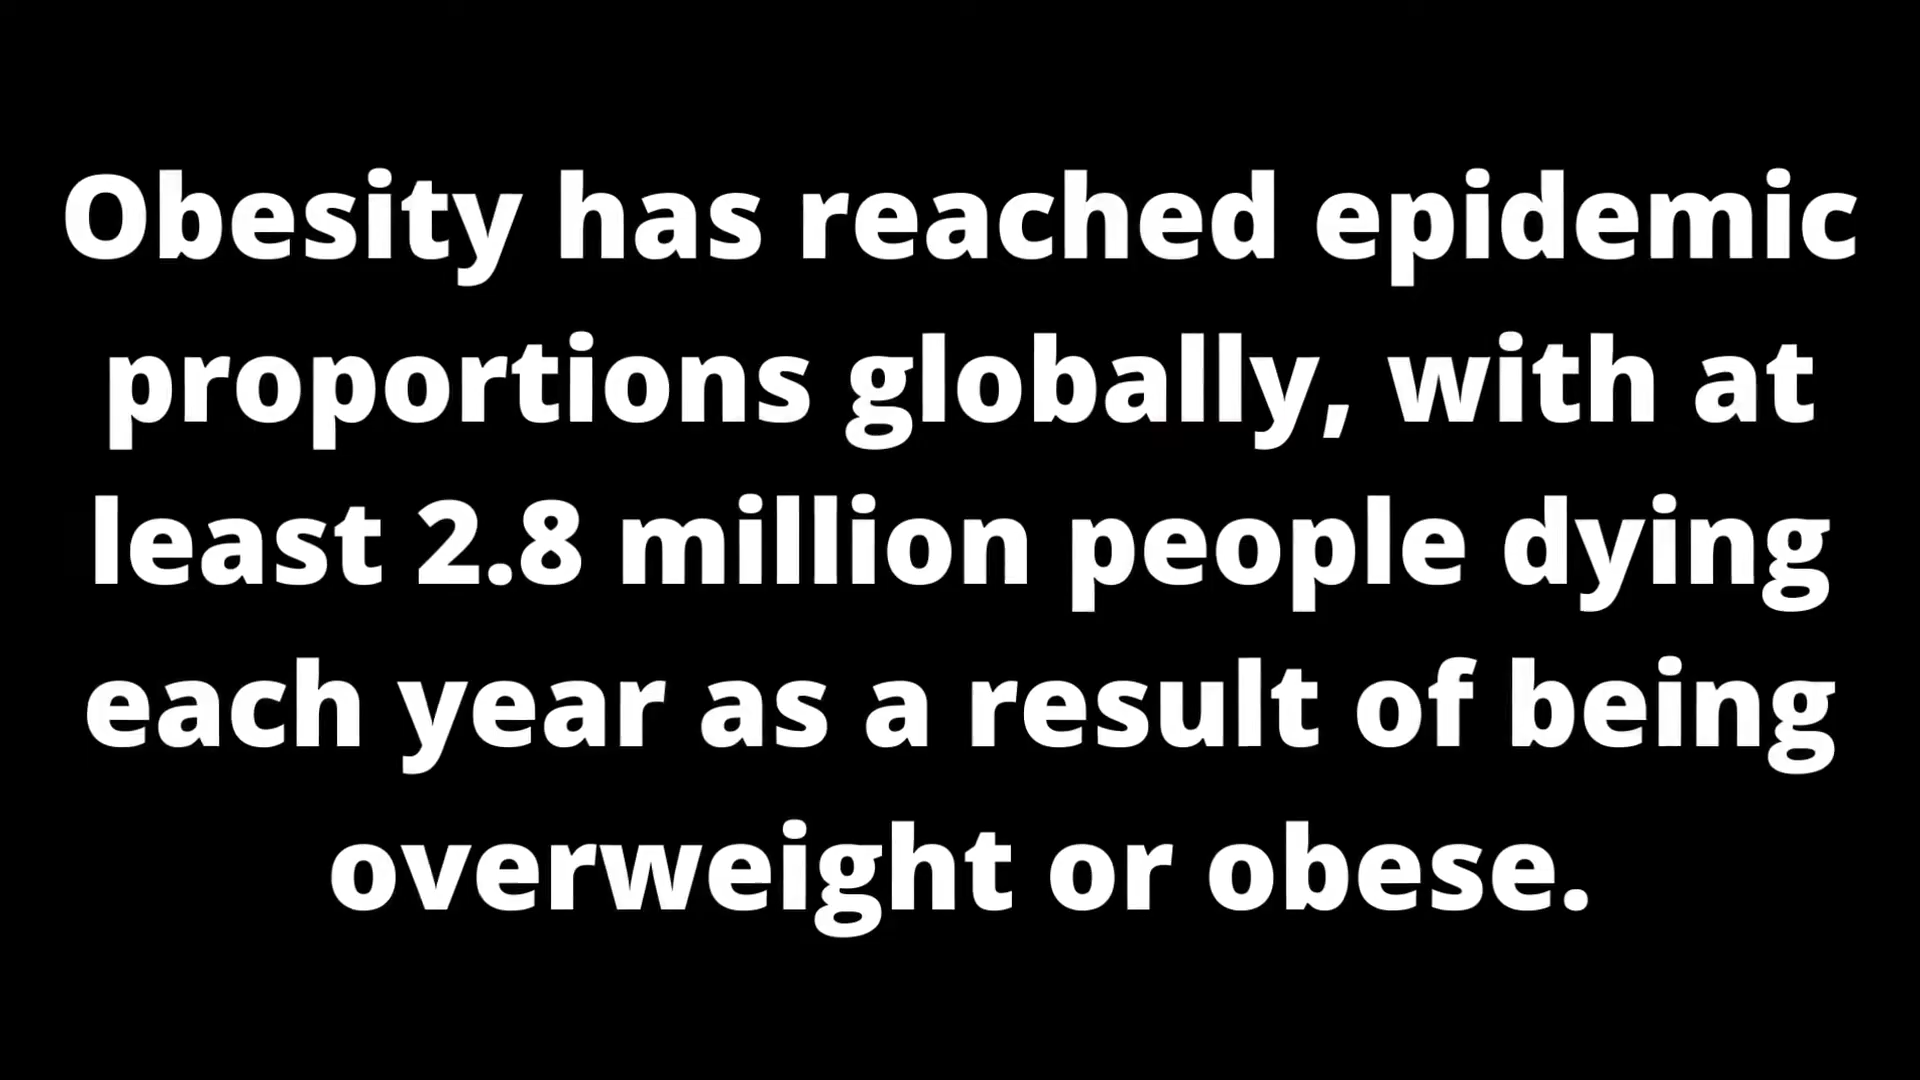 Obesity has reached epidemic
proportions globally, with at
least 2.8 million people dying
each year as a result of being
overweight or obese.